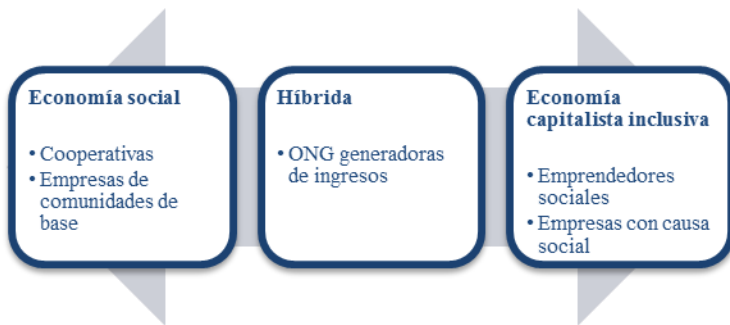 Economía social
• Cooperativas
• Empresas de
comunidades de
base
Híbrida
• ONG generadoras
de ingresos
Economía
capitalista inclusiva
• Emprendedores
sociales
• Empresas con causa
social